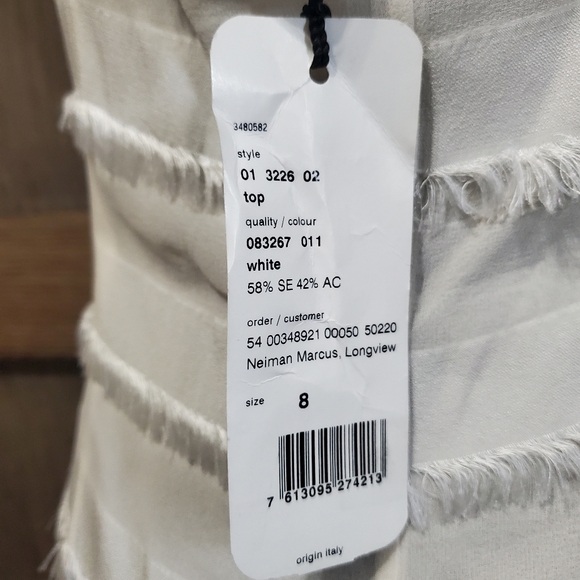 3480582
style
01 3226 02
top
quality / colour
083267 011
white
58% SE 42% AC
order / customer
54 00348921 00050 50220
Neiman Marcus, Longview
size 8
7 613095 274213
origin italy